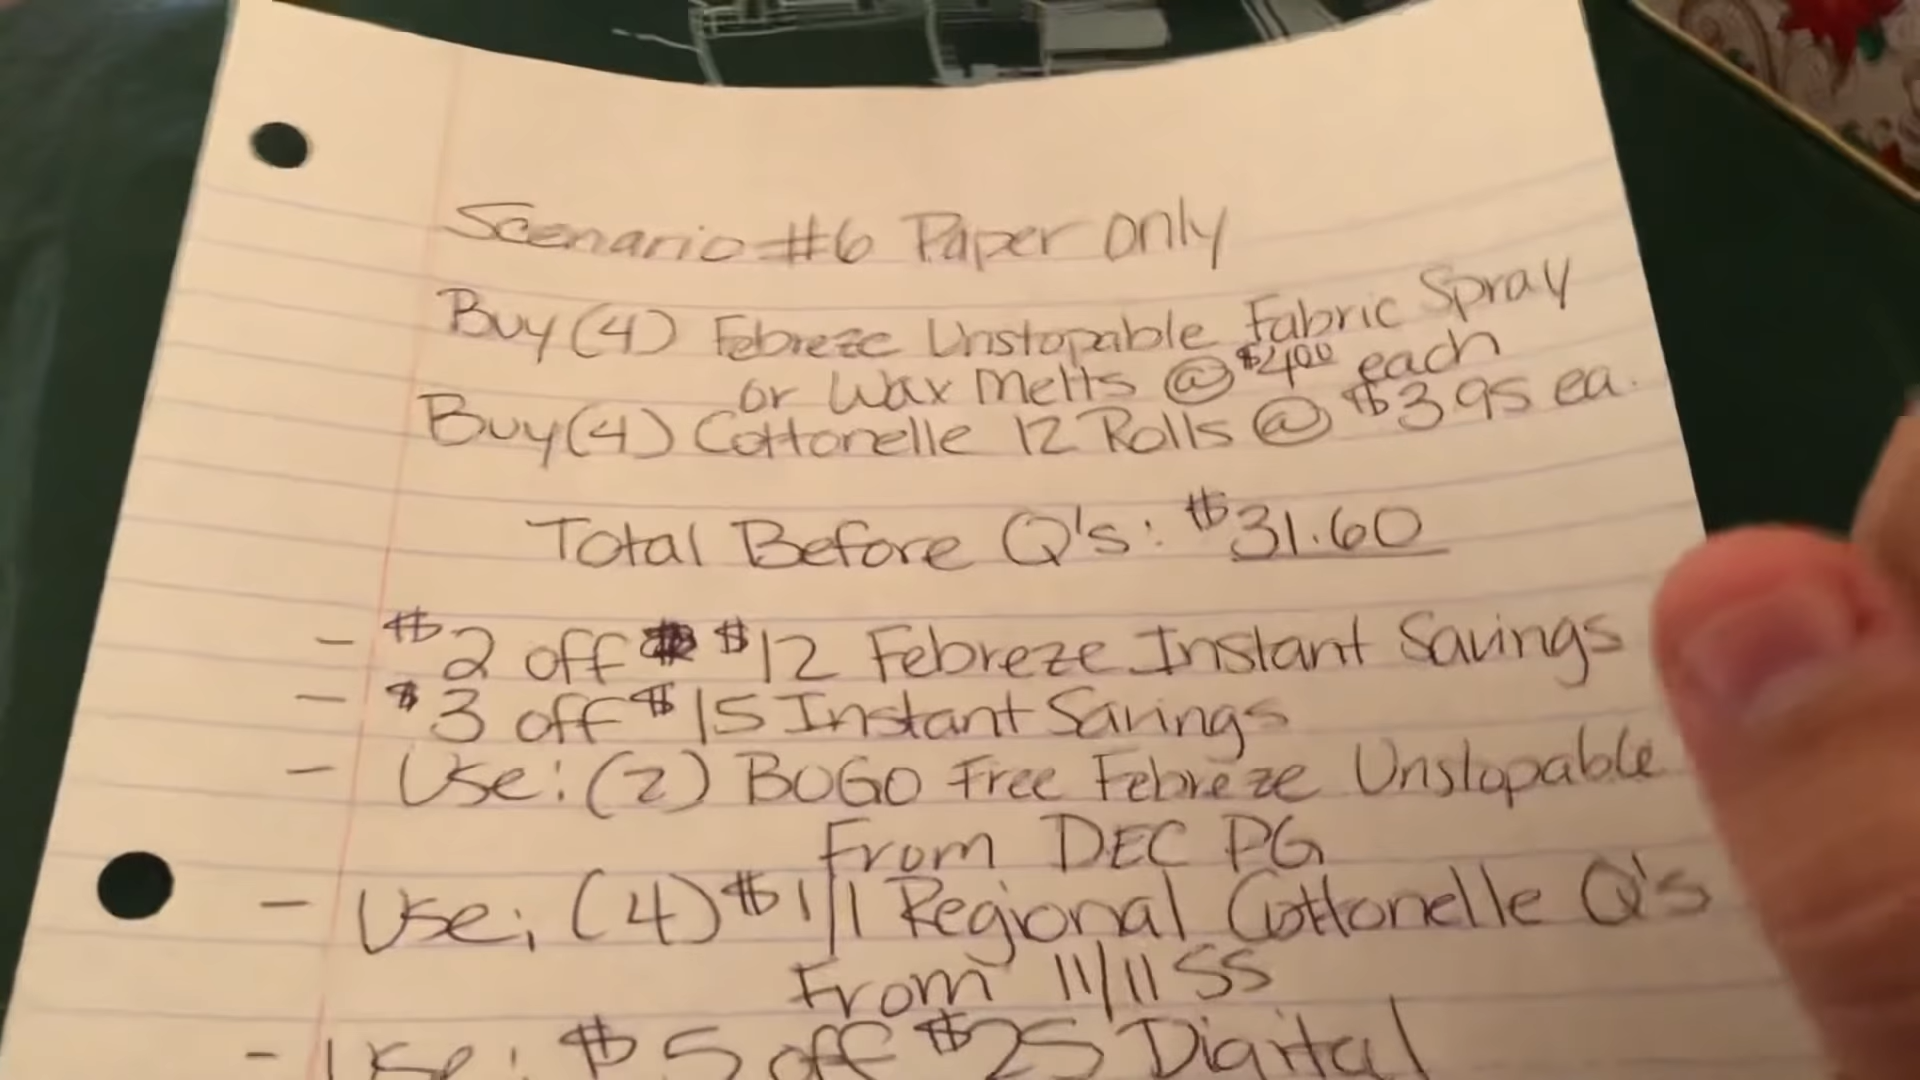 Scenario #6 Paper only
Buy (4) Febreze Unstopable Fabric Spray
or Wax Melts @ $4.00 each
Buy (4) Cottonelle 12 Rolls @ $3.95 ea.
Total Before Q's: $31.60
- $2 off $12 Febreze Instant Savings
- $3 off $15 Instant Savings
- Use: (2) BOGO Free Febreze Unstopable
From DEC PG
- Use: (4) $1/1 Regional Cottonelle Q's
From 11/11 SS
- Use: $5 off $25 Digital